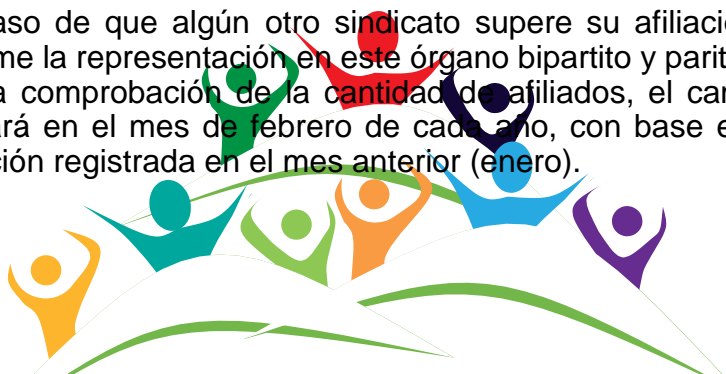 aso de que algún otro sindicato supere su afiliació
me la representación en este órgano bipartito y parit
a comprobación de la cantidad de afiliados, el car
ará en el mes de febrero de cada año, con base e
ción registrada en el mes anterior (enero).